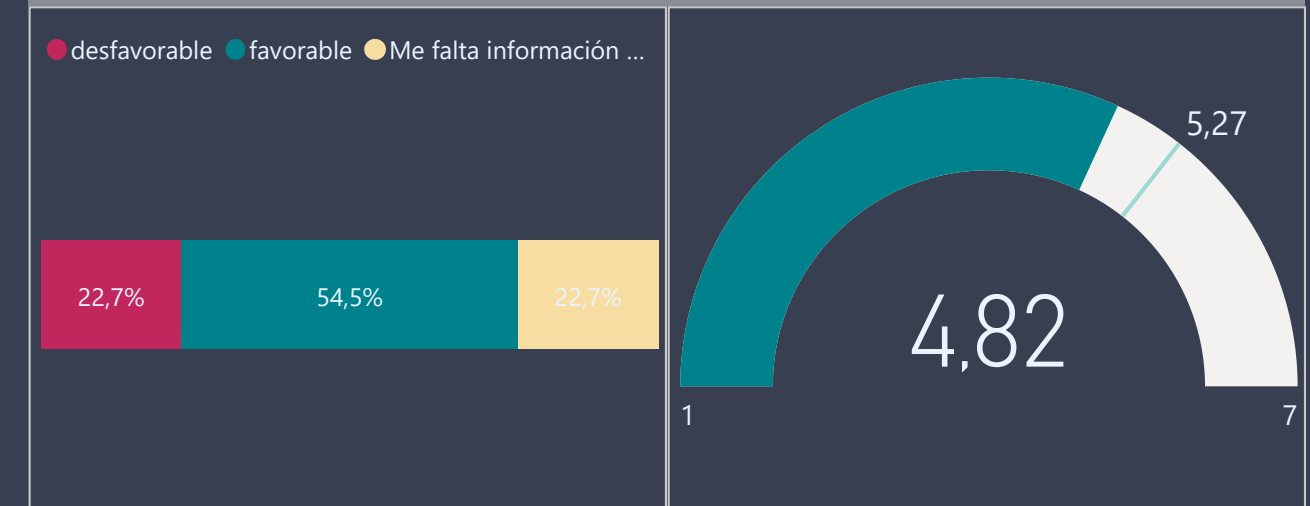 desfavorable favorable Me falta información ...
22,7% 54,5% 22,7%
5,27
4,82
1 7